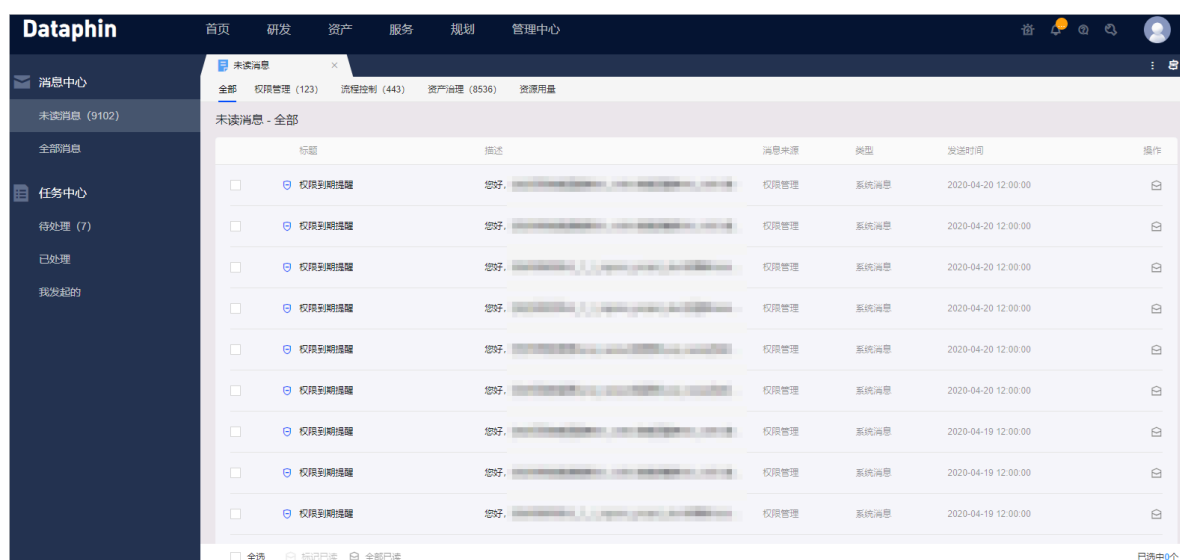 Dataphin 首页 研发 资产 服务 规划 管理中心
消息中心
未读消息 (9102)
全部消息
任务中心
待处理 (7)
已处理
我发起的
未读消息 ×
全部 权限管理 (123) 流程控制 (443) 资产治理 (8536) 资源用量
未读消息 - 全部
标题 描述 消息来源 类型 发送时间 操作
权限到期提醒 您好, 权限管理 系统消息 2020-04-20 12:00:00
权限到期提醒 您好, 权限管理 系统消息 2020-04-20 12:00:00
权限到期提醒 您好, 权限管理 系统消息 2020-04-20 12:00:00
权限到期提醒 您好, 权限管理 系统消息 2020-04-20 12:00:00
权限到期提醒 您好, 权限管理 系统消息 2020-04-20 12:00:00
权限到期提醒 您好, 权限管理 系统消息 2020-04-20 12:00:00
权限到期提醒 您好, 权限管理 系统消息 2020-04-19 12:00:00
权限到期提醒 您好, 权限管理 系统消息 2020-04-19 12:00:00
权限到期提醒 您好, 权限管理 系统消息 2020-04-19 12:00:00
全选 标记已读 全部已读 已选中0个